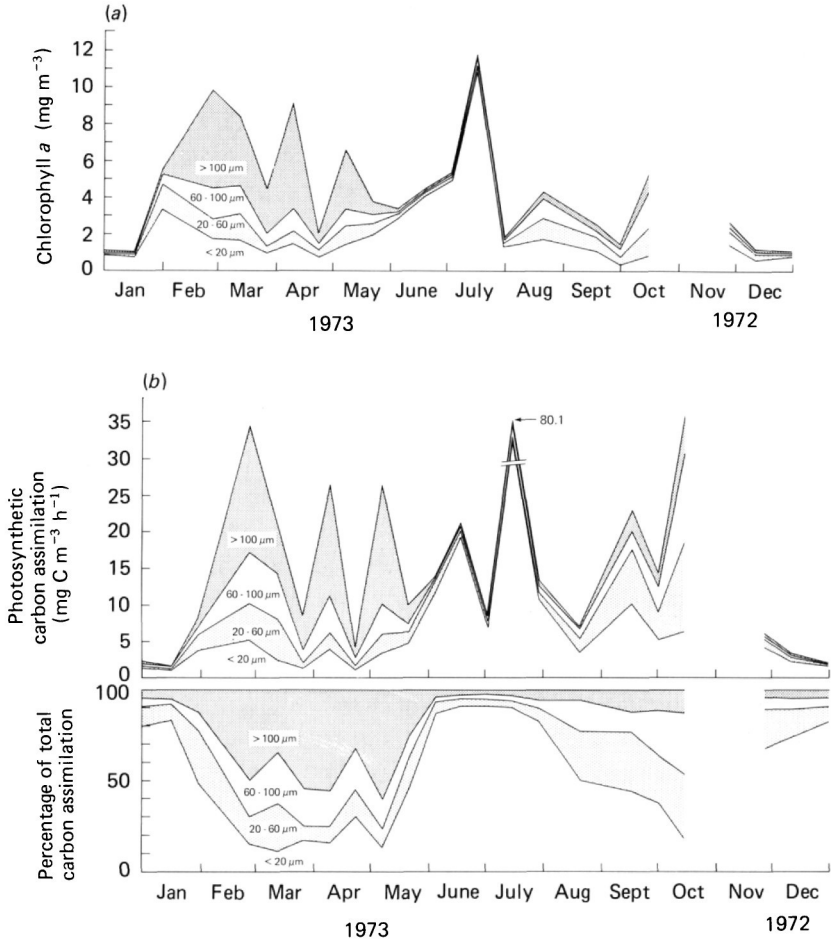 (a)
Chlorophyll a (mg m⁻³)
12
10
8
6
4
2
0
> 100 µm
60 - 100 µm
20 - 60 µm
< 20 µm
Jan Feb Mar Apr May June July Aug Sept Oct Nov Dec
1973 1972
(b)
Photosynthetic
carbon assimilation
(mg C m⁻³ h⁻¹)
35
30
25
20
15
10
5
0
80.1
> 100 µm
60 - 100 µm
20 - 60 µm
< 20 µm
Percentage of total
carbon assimilation
100
50
0
> 100 µm
60 - 100 µm
20 - 60 µm
< 20 µm
Jan Feb Mar Apr May June July Aug Sept Oct Nov Dec
1973 1972